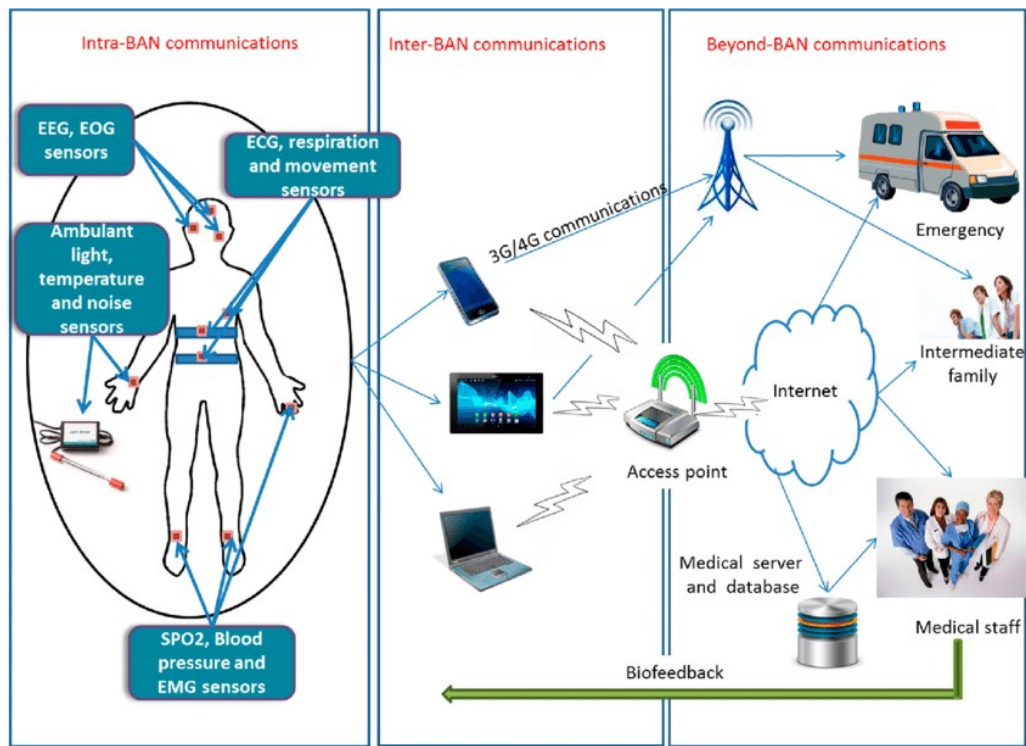 Intra-BAN communications
Inter-BAN communications
Beyond-BAN communications
EEG, EOG
sensors
ECG, respiration
and movement
sensors
Ambulant
light,
temperature
and noise
sensors
SPO2, Blood
pressure and
EMG sensors
3G/4G communications
Access point
Internet
Emergency
Intermediate
family
Medical server
and database
Medical staff
Biofeedback